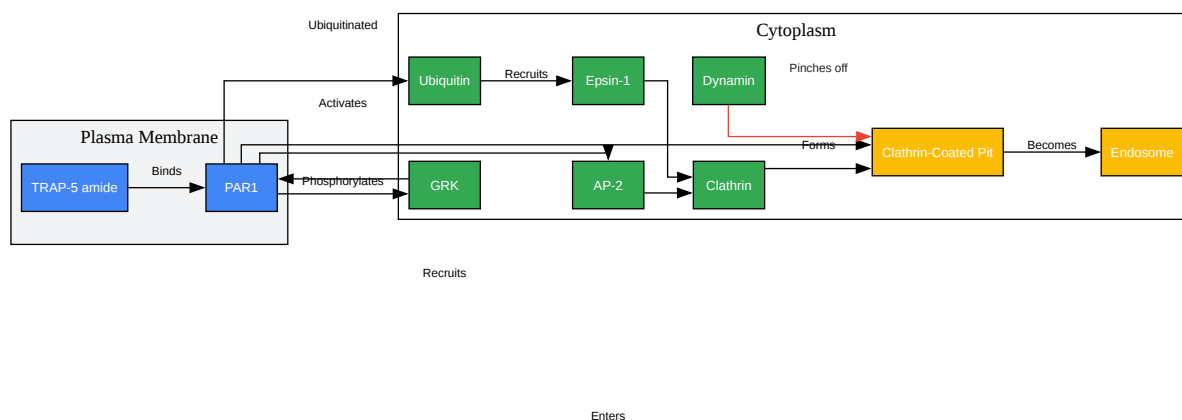 Ubiquitinated
Cytoplasm
Pinches off
Ubiquitin
Recruits
Epsin-1
Dynamin
Activates
Plasma Membrane
Forms
Clathrin-Coated Pit
Becomes
Endosome
TRAP-5 amide
Binds
PAR1
Phosphorylates
GRK
AP-2
Clathrin
Recruits
Enters